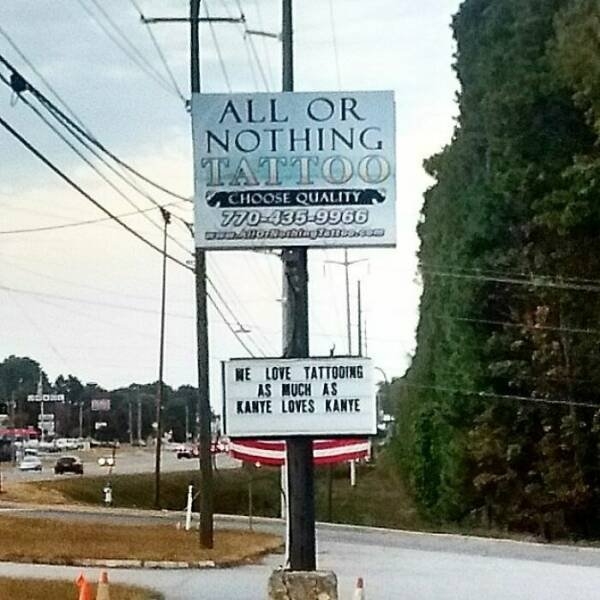 ALL OR
NOTHING
TATTOO
CHOOSE QUALITY
770-435-9966
www.AllOrNothingTattoo.com
WE LOVE TATTOOING
AS MUCH AS
KANYE LOVES KANYE